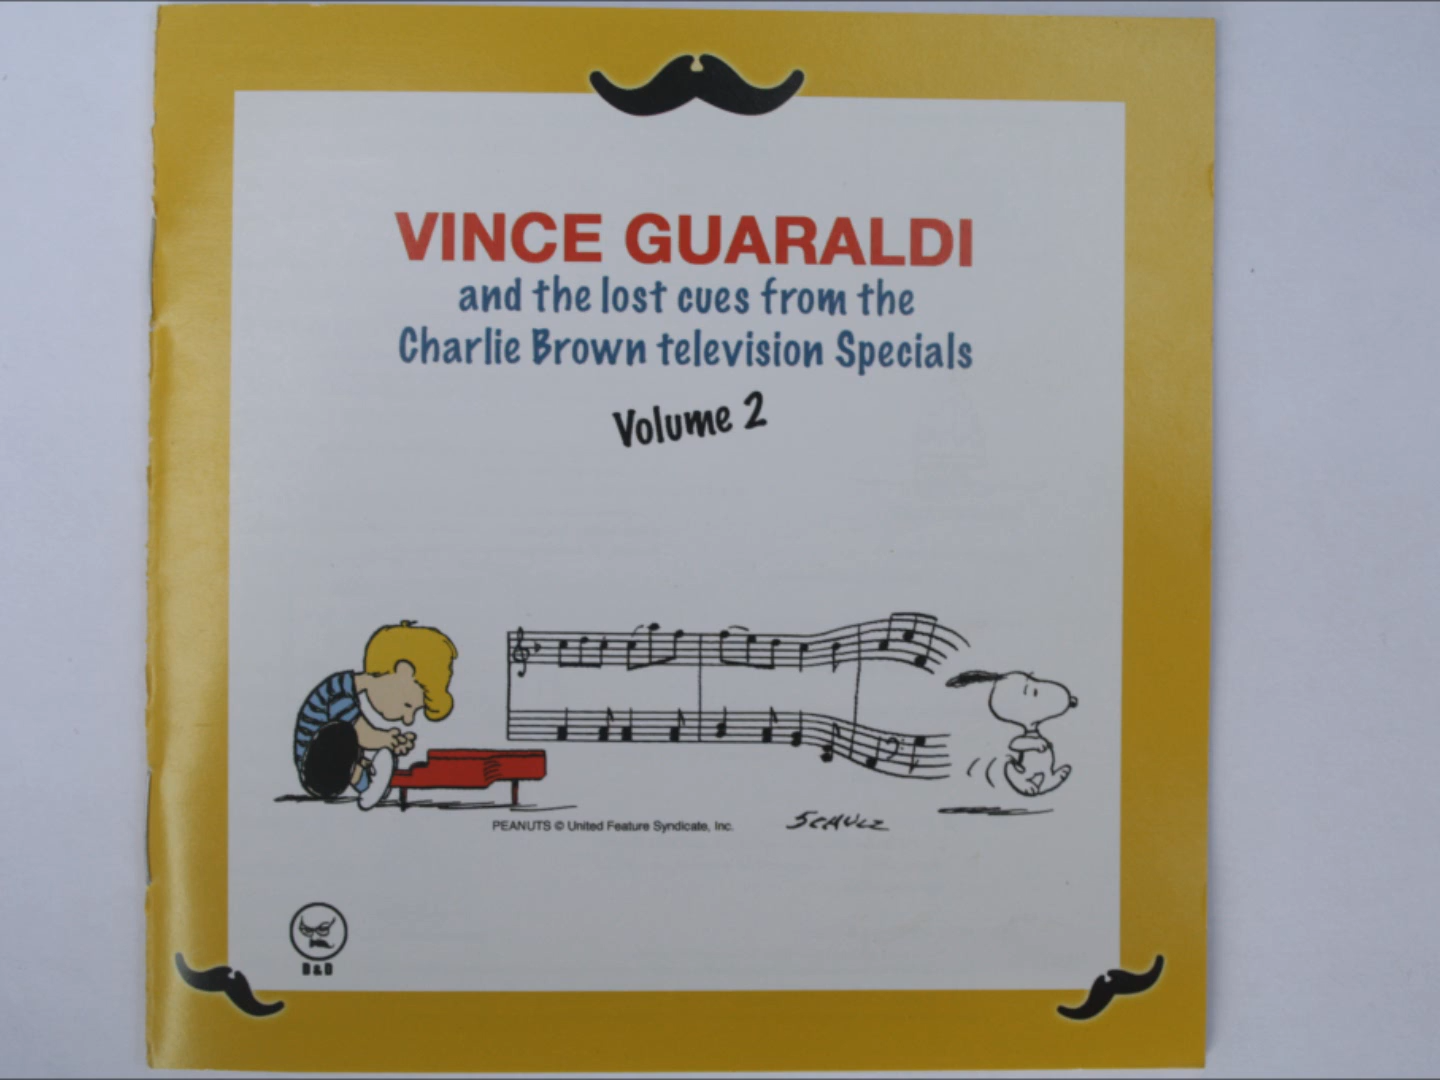 VINCE GUARALDI
and the lost cues from the
Charlie Brown television Specials
Volume 2
PEANUTS © United Feature Syndicate, Inc.
SCHULZ
D & D